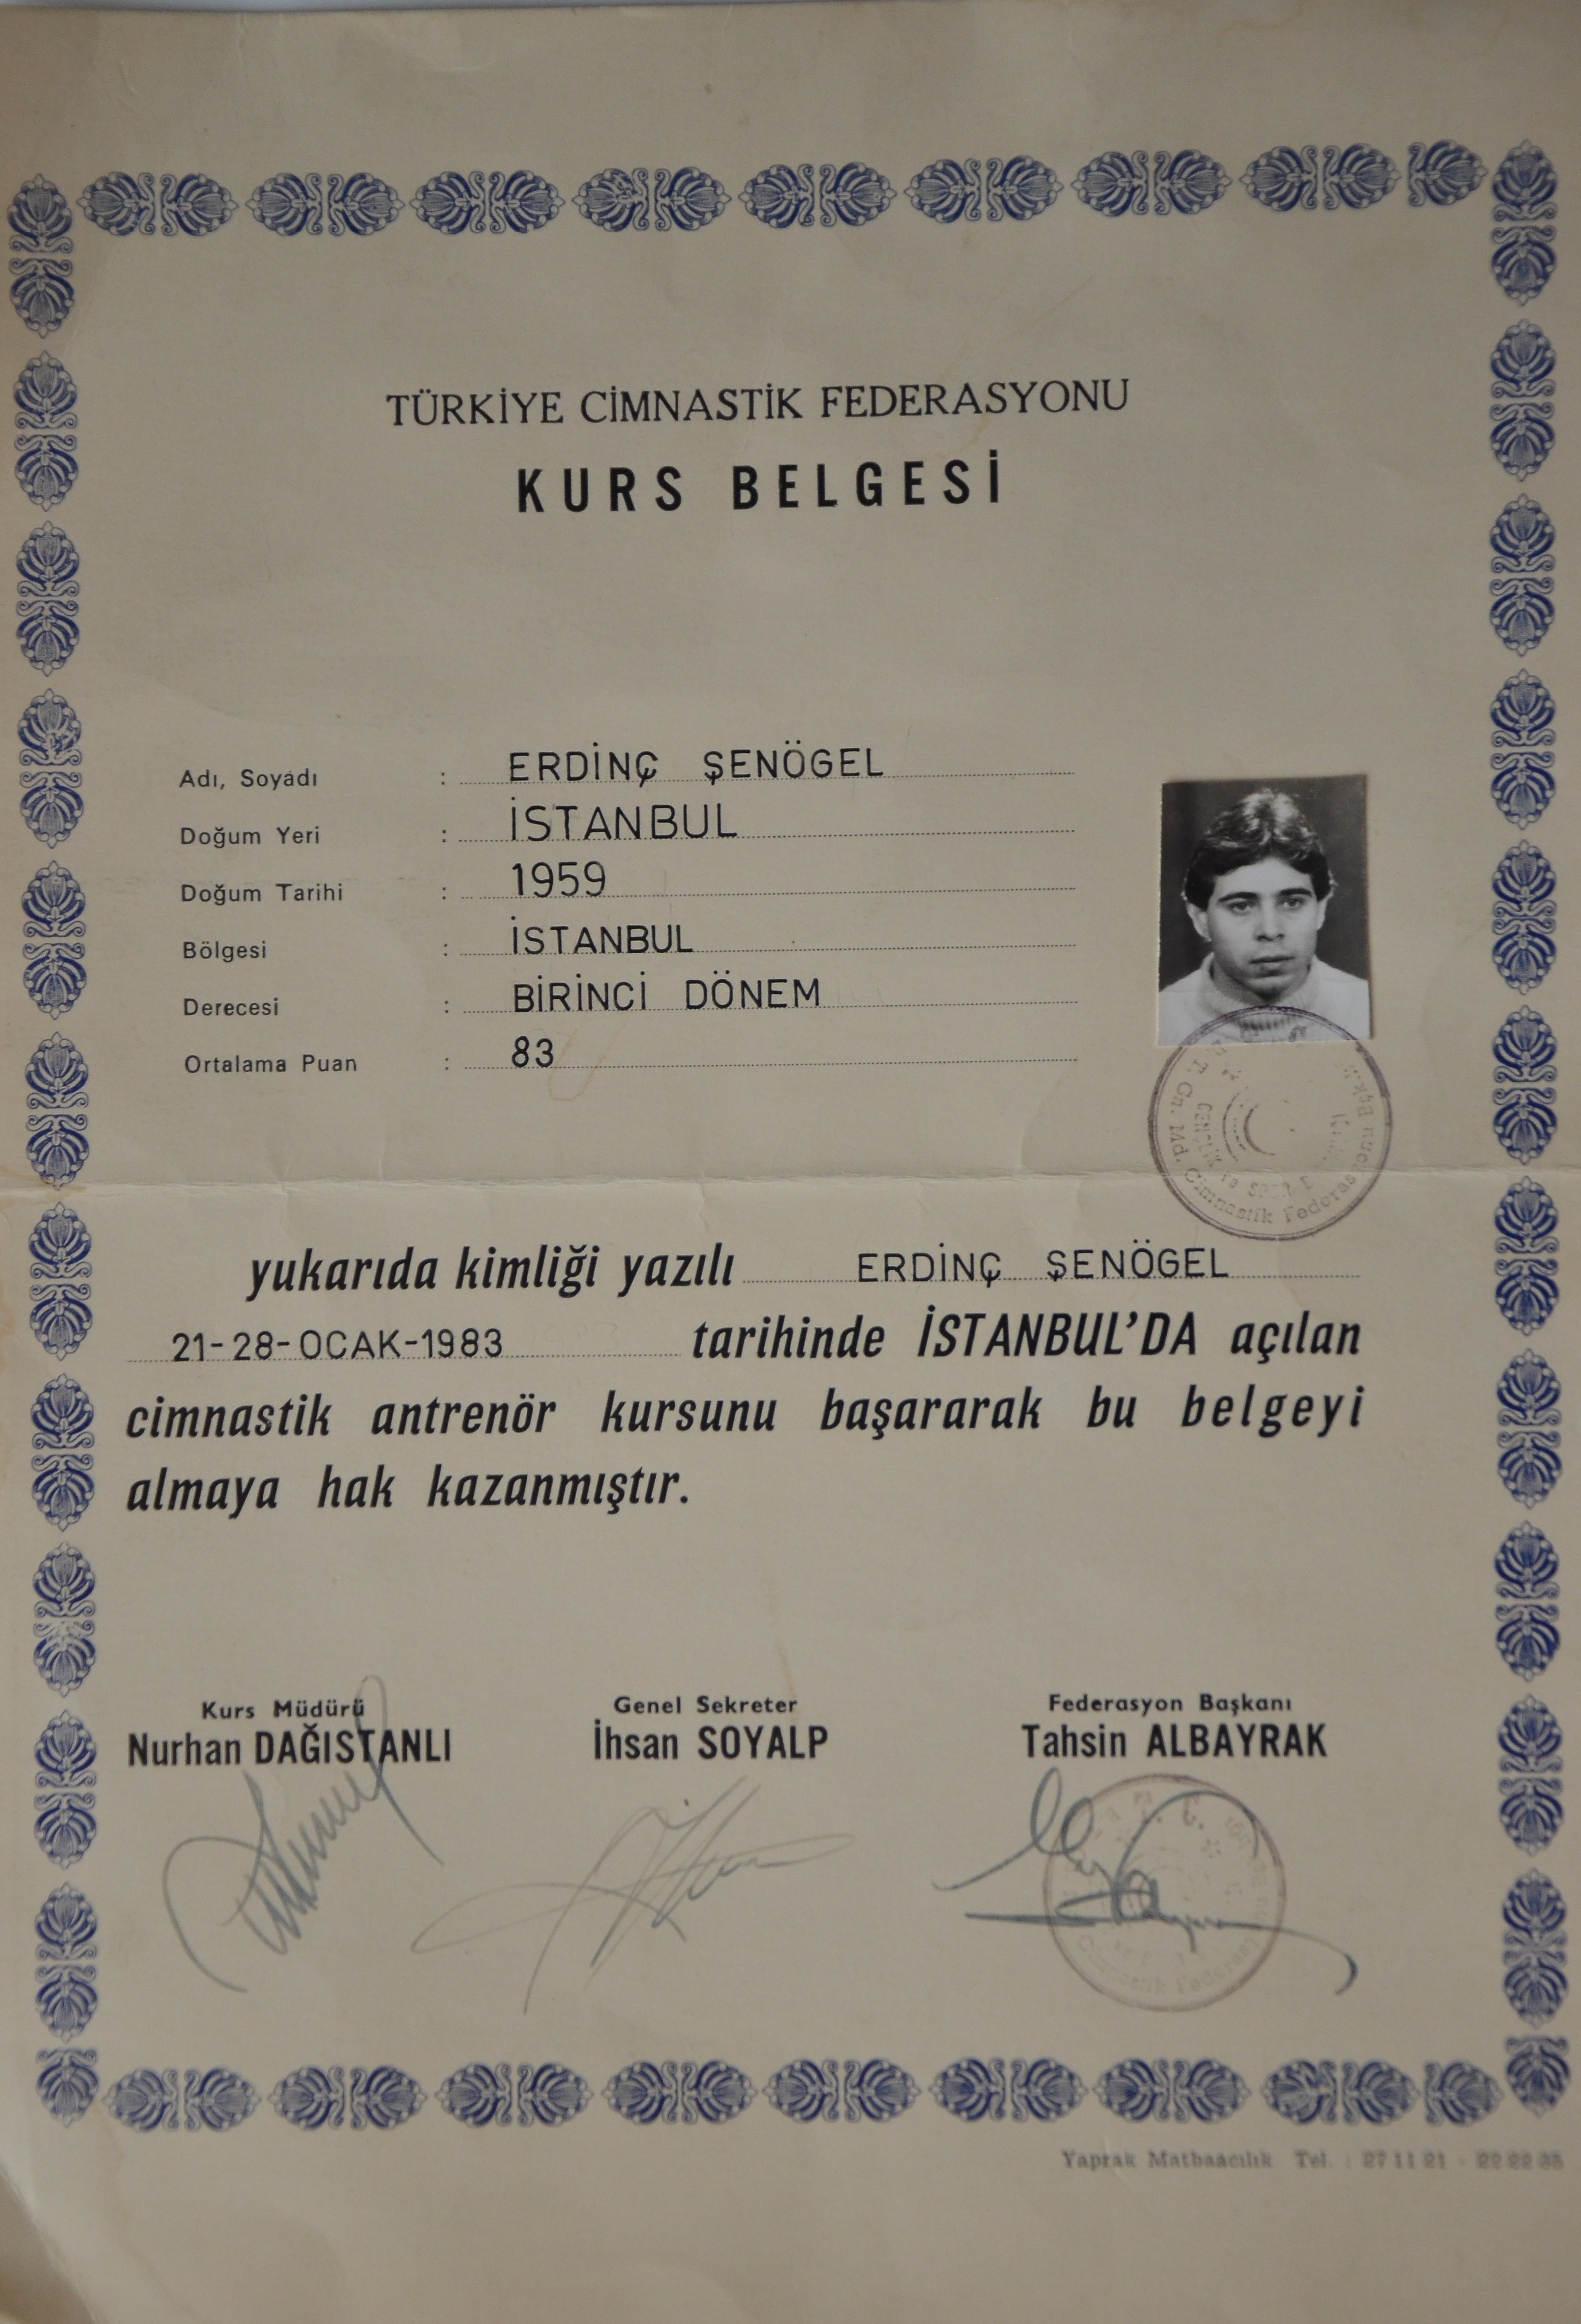 TÜRKİYE CİMNASTİK FEDERASYONU
KURS BELGESİ
Adı, Soyadı : ERDİNÇ ŞENÖGEL
Doğum Yeri : İSTANBUL
Doğum Tarihi : 1959
Bölgesi : İSTANBUL
Derecesi : BİRİNCİ DÖNEM
Ortalama Puan : 83
yukarıda kimliği yazılı ERDİNÇ ŞENÖGEL
21-28-OCAK-1983 tarihinde İSTANBUL'DA açılan
cimnastik antrenör kursunu başararak bu belgeyi
almaya hak kazanmıştır.
Kurs Müdürü Genel Sekreter Federasyon Başkanı
Nurhan DAĞISTANLI İhsan SOYALP Tahsin ALBAYRAK
Yaprak Matbaacılık Tel. : 27 11 21 -